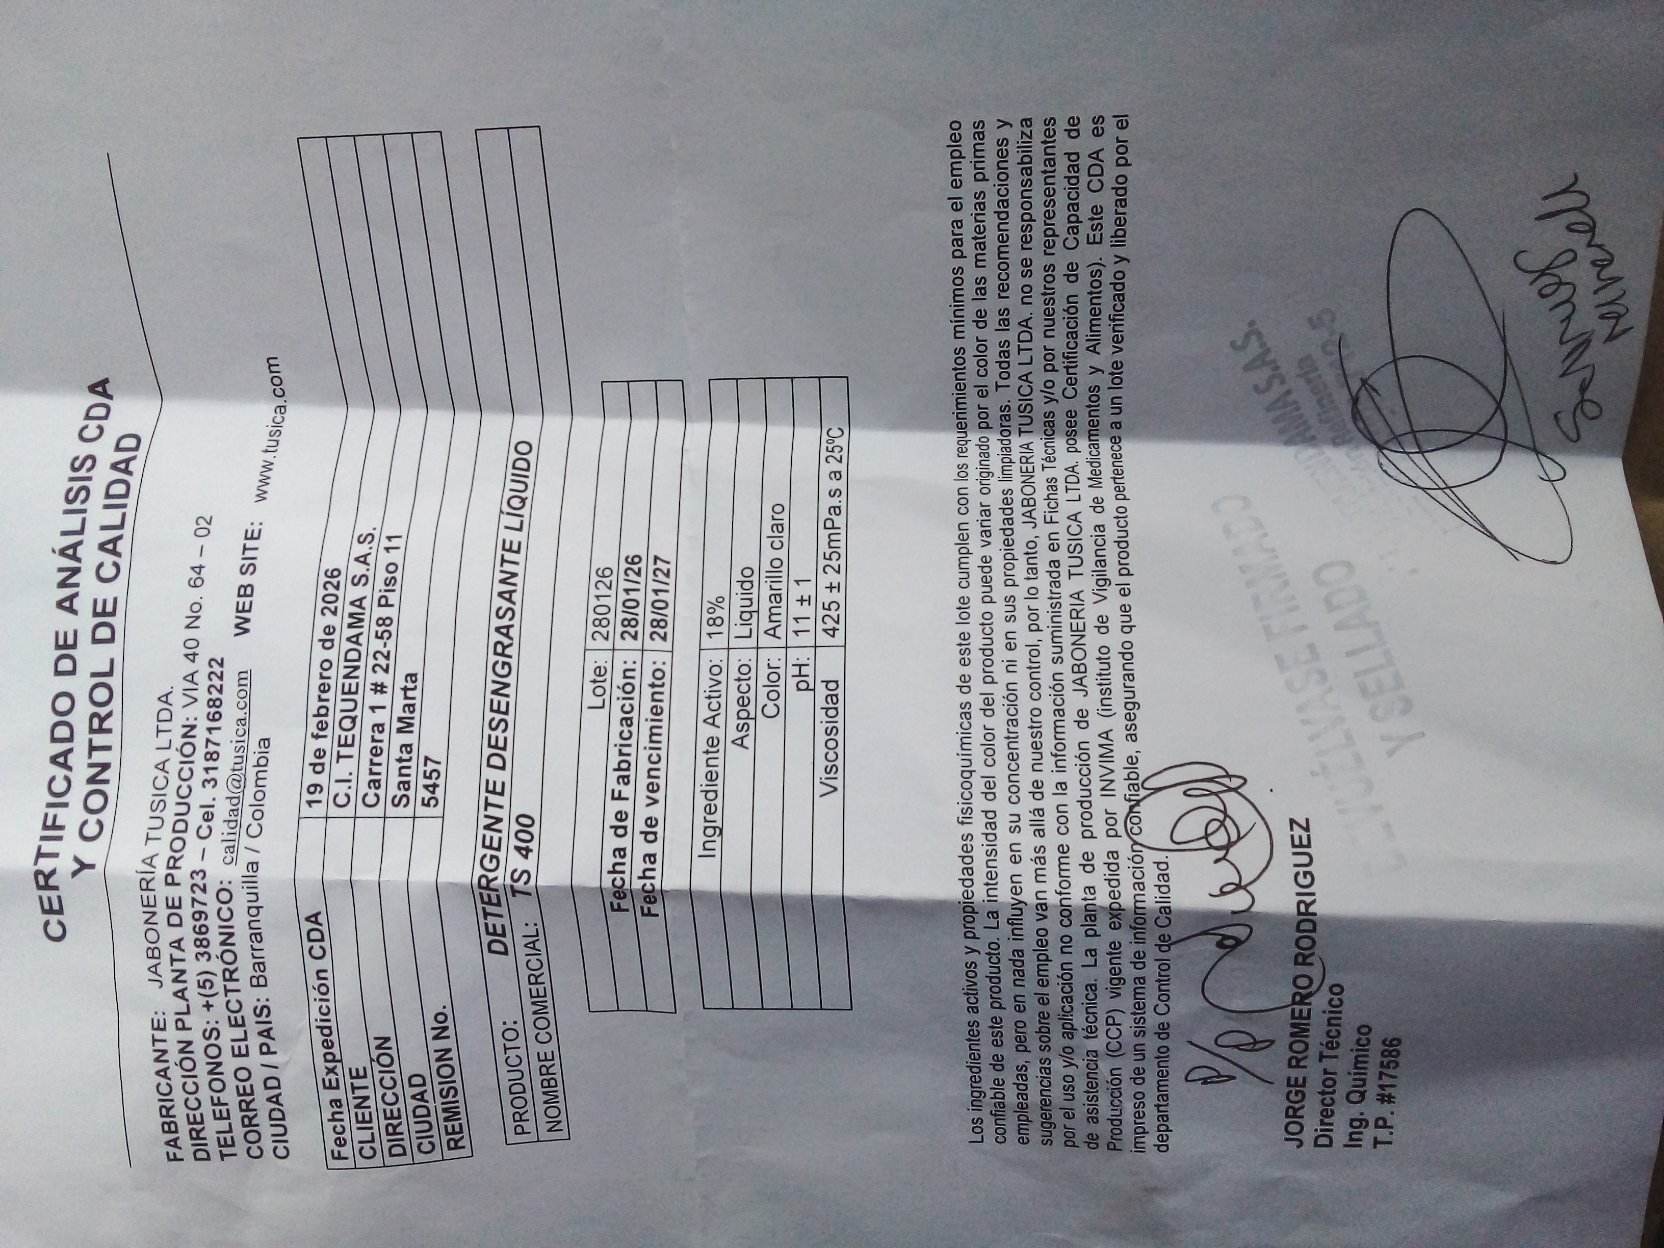 CERTIFICADO DE ANÁLISIS CDA
Y CONTROL DE CALIDAD
FABRICANTE: JABONERÍA TUSICA LTDA.
DIRECCIÓN PLANTA DE PRODUCCIÓN: VIA 40 No. 64 – 02
TELEFONOS: +(5) 3869723 – Cel. 3187168222
CORREO ELECTRÓNICO: calidad@tusica.com WEB SITE: www.tusica.com
CIUDAD / PAIS: Barranquilla / Colombia
Fecha Expedición CDA 19 de febrero de 2026
CLIENTE C.I. TEQUENDAMA S.A.S.
DIRECCIÓN Carrera 1 # 22-58 Piso 11
CIUDAD Santa Marta
REMISION No. 5457
PRODUCTO: DETERGENTE DESENGRASANTE LÍQUIDO
NOMBRE COMERCIAL: TS 400
Lote: 280126
Fecha de Fabricación: 28/01/26
Fecha de vencimiento: 28/01/27
Ingrediente Activo: 18%
Aspecto: Liquido
Color: Amarillo claro
pH: 11 ± 1
Viscosidad 425 ± 25mPa.s a 25ºC
Los ingredientes activos y propiedades fisicoquímicas de este lote cumplen con los requerimientos mínimos para el empleo
confiable de este producto. La intensidad del color del producto puede variar originado por el color de las materias primas
empleadas, pero en nada influyen en su concentración ni en sus propiedades limpiadoras. Todas las recomendaciones y
sugerencias sobre el empleo van más allá de nuestro control, por lo tanto, JABONERIA TUSICA LTDA. no se responsabiliza
por el uso y/o aplicación no conforme con la información suministrada en Fichas Técnicas y/o por nuestros representantes
de asistencia técnica. La planta de producción de JABONERIA TUSICA LTDA. posee Certificación de Capacidad de
Producción (CCP) vigente expedida por INVIMA (instituto de Vigilancia de Medicamentos y Alimentos). Este CDA es
impreso de un sistema de información confiable, asegurando que el producto pertenece a un lote verificado y liberado por el
departamento de Control de Calidad.
P/P
JORGE ROMERO RODRIGUEZ
Director Técnico
Ing. Químico
T.P. #17586
DEVUÉLVASE FIRMADO
Y SELLADO